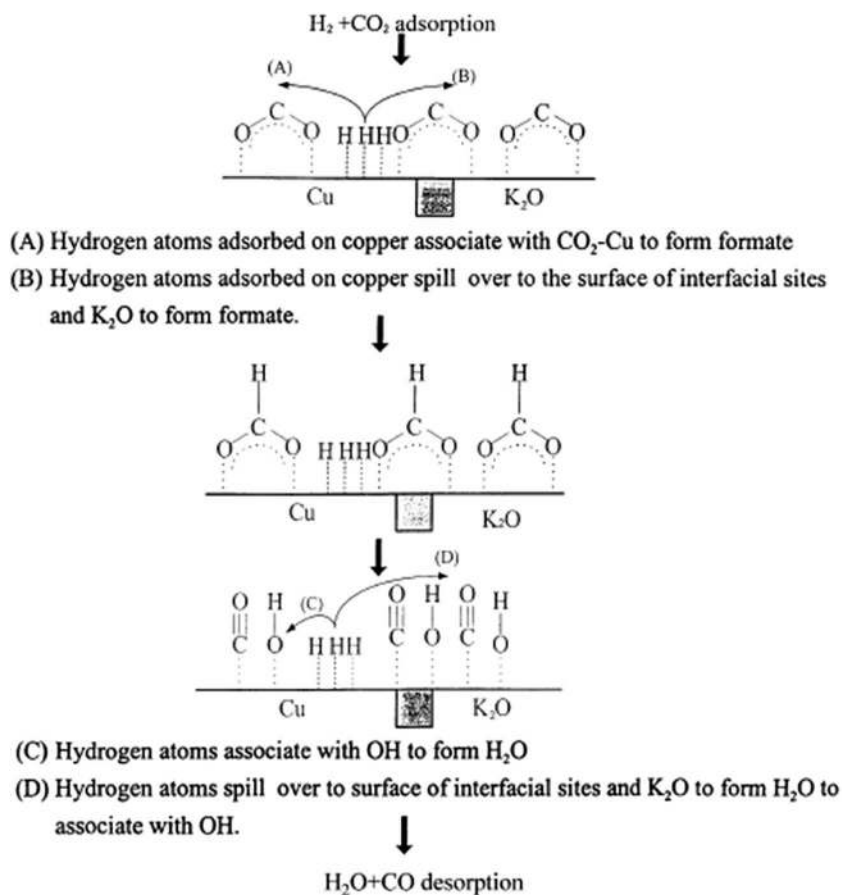 H₂ +CO₂ adsorption
(A) (B)
C C C
O O H HHO O O O
Cu K₂O
(A) Hydrogen atoms adsorbed on copper associate with CO₂-Cu to form formate
(B) Hydrogen atoms adsorbed on copper spill over to the surface of interfacial sites
and K₂O to form formate.
H H H
C C C
O O H HHO O O O
Cu K₂O
(D)
O H (C) O H O H
C O H HH C O C O
Cu K₂O
(C) Hydrogen atoms associate with OH to form H₂O
(D) Hydrogen atoms spill over to surface of interfacial sites and K₂O to form H₂O to
associate with OH.
H₂O+CO desorption